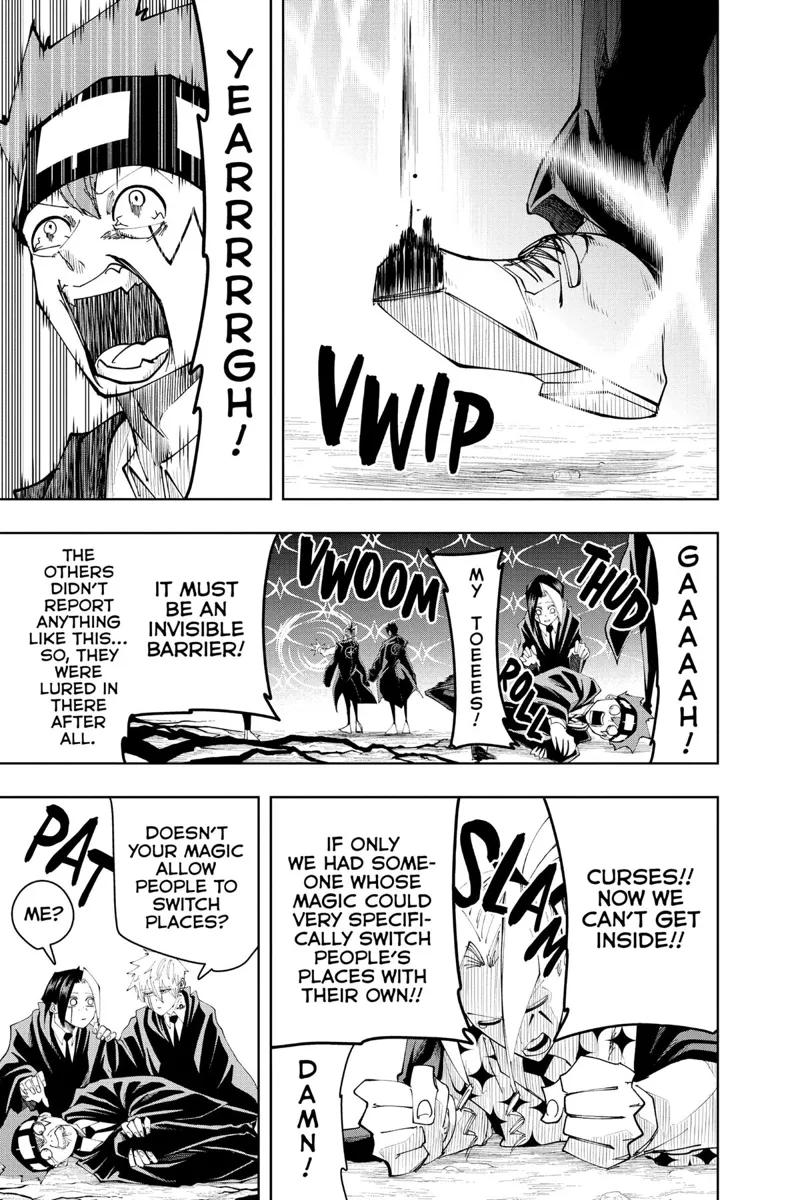 VWIP
YEARRRRRGH!
GAAAAAH!
THUD
ROLL
MY TOEEES!
VWOOM
IT MUST
BE AN
INVISIBLE
BARRIER!
THE
OTHERS
DIDN'T
REPORT
ANYTHING
LIKE THIS...
SO, THEY
WERE
LURED IN
THERE
AFTER
ALL.
CURSES!!
NOW WE
CAN'T GET
INSIDE!!
SLAM
IF ONLY
WE HAD SOME-
ONE WHOSE
MAGIC COULD
VERY SPECIFI-
CALLY SWITCH
PEOPLE'S
PLACES WITH
THEIR OWN!!
DAMN!
DOESN'T
YOUR MAGIC
ALLOW
PEOPLE TO
SWITCH
PLACES?
PAT
ME?